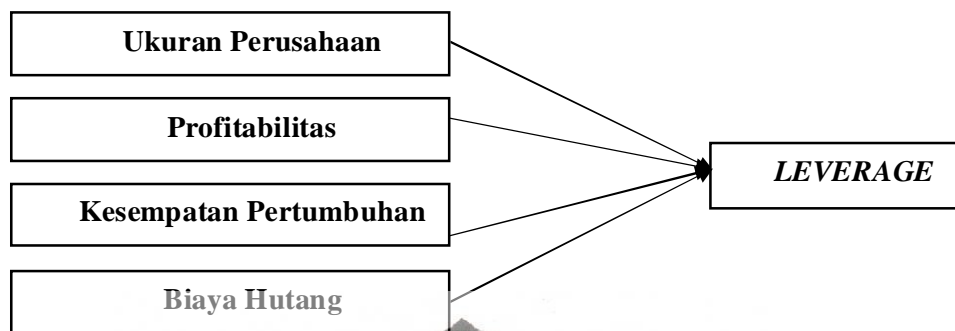 Ukuran Perusahaan
Profitabilitas
Kesempatan Pertumbuhan
Biaya Hutang
LEVERAGE